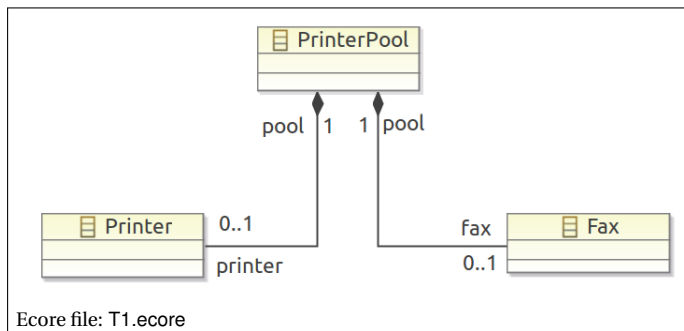 PrinterPool
pool 1 1 pool
Printer 0..1 fax Fax
printer 0..1
Ecore file: T1.ecore